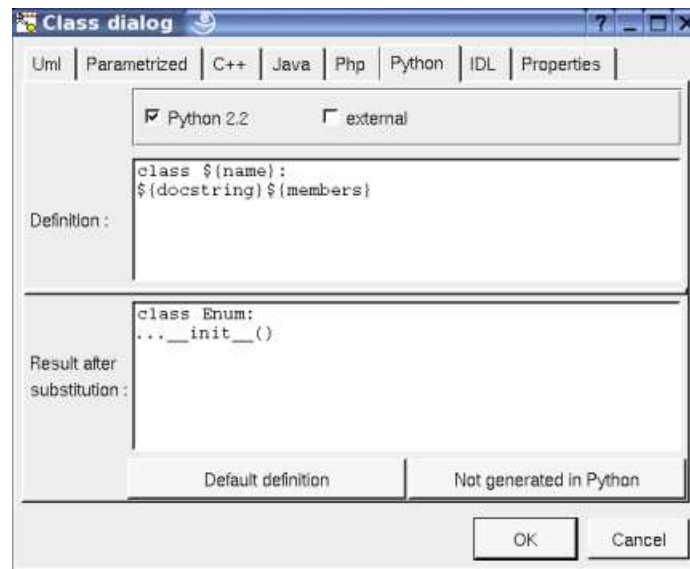 Class dialog
? _ □ X
Uml Parametrized C++ Java Php Python IDL Properties
Python 2.2 external
Definition :
class ${name}:
${docstring}${members}
Result after
substitution :
class Enum:
...__init__()
Default definition Not generated in Python
OK Cancel